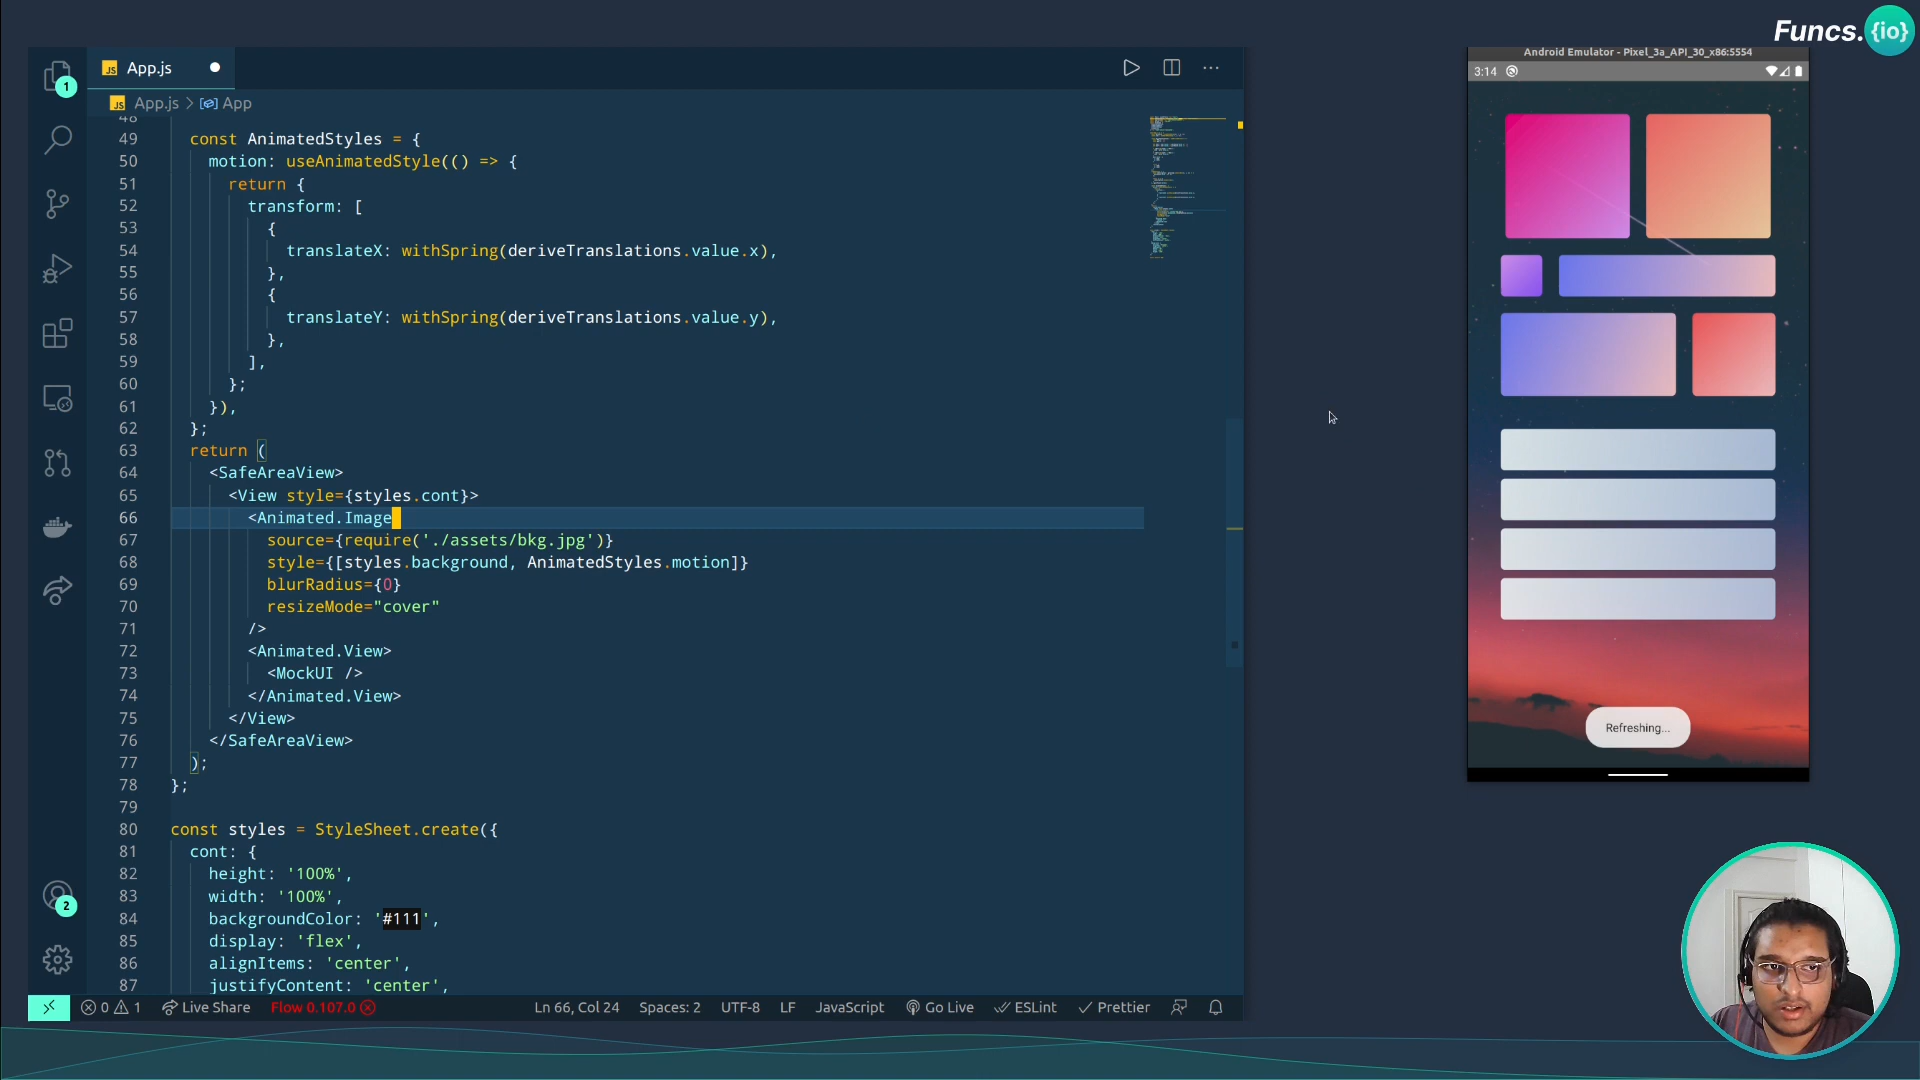 Funcs.{io}
Android Emulator - Pixel_3a_API_30_x86:5554
3:14
JS App.js
1
JS App.js > App
48
49 const AnimatedStyles = {
50 motion: useAnimatedStyle(() => {
51 return {
52 transform: [
53 {
54 translateX: withSpring(deriveTranslations.value.x),
55 },
56 {
57 translateY: withSpring(deriveTranslations.value.y),
58 },
59 ],
60 };
61 }),
62 };
63 return (
64 <SafeAreaView>
65 <View style={styles.cont}>
66 <Animated.Image
67 source={require('./assets/bkg.jpg')}
68 style={[styles.background, AnimatedStyles.motion]}
69 blurRadius={0}
70 resizeMode="cover"
71 />
72 <Animated.View>
73 <MockUI />
74 </Animated.View>
75 </View>
76 </SafeAreaView>
77 );
78 };
79
80 const styles = StyleSheet.create({
81 cont: {
82 height: '100%',
83 width: '100%',
84 backgroundColor: '#111',
85 display: 'flex',
86 alignItems: 'center',
87 justifyContent: 'center',
Refreshing...
2
0 1 Live Share Flow 0.107.0 Ln 66, Col 24 Spaces: 2 UTF-8 LF JavaScript Go Live ESLint Prettier